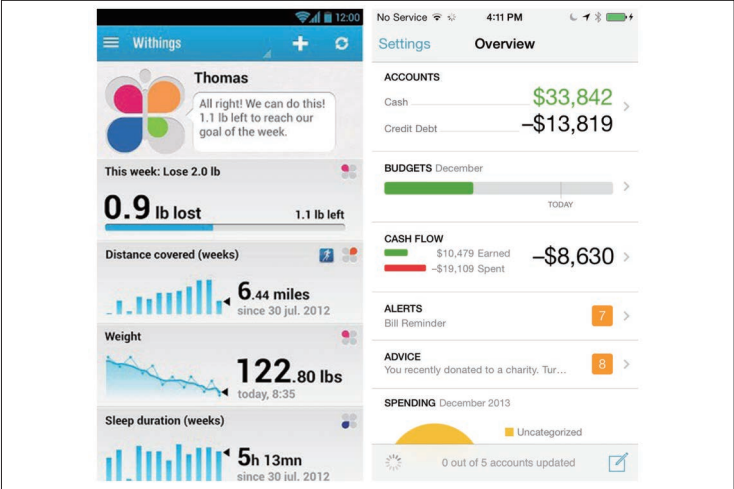 12:00
Withings
Thomas
All right! We can do this!
1.1 lb left to reach our
goal of the week.
This week: Lose 2.0 lb
0.9 lb lost
1.1 lb left
Distance covered (weeks)
6.44 miles
since 30 jul. 2012
Weight
122.80 lbs
today, 8:35
Sleep duration (weeks)
5h 13mn
since 30 jul. 2012
No Service 4:11 PM
Settings Overview
ACCOUNTS
Cash $33,842
Credit Debt –$13,819
BUDGETS December
TODAY
CASH FLOW
$10,479 Earned
–$19,109 Spent
–$8,630
ALERTS
Bill Reminder
7
ADVICE
You recently donated to a charity. Tur...
8
SPENDING December 2013
Uncategorized
0 out of 5 accounts updated